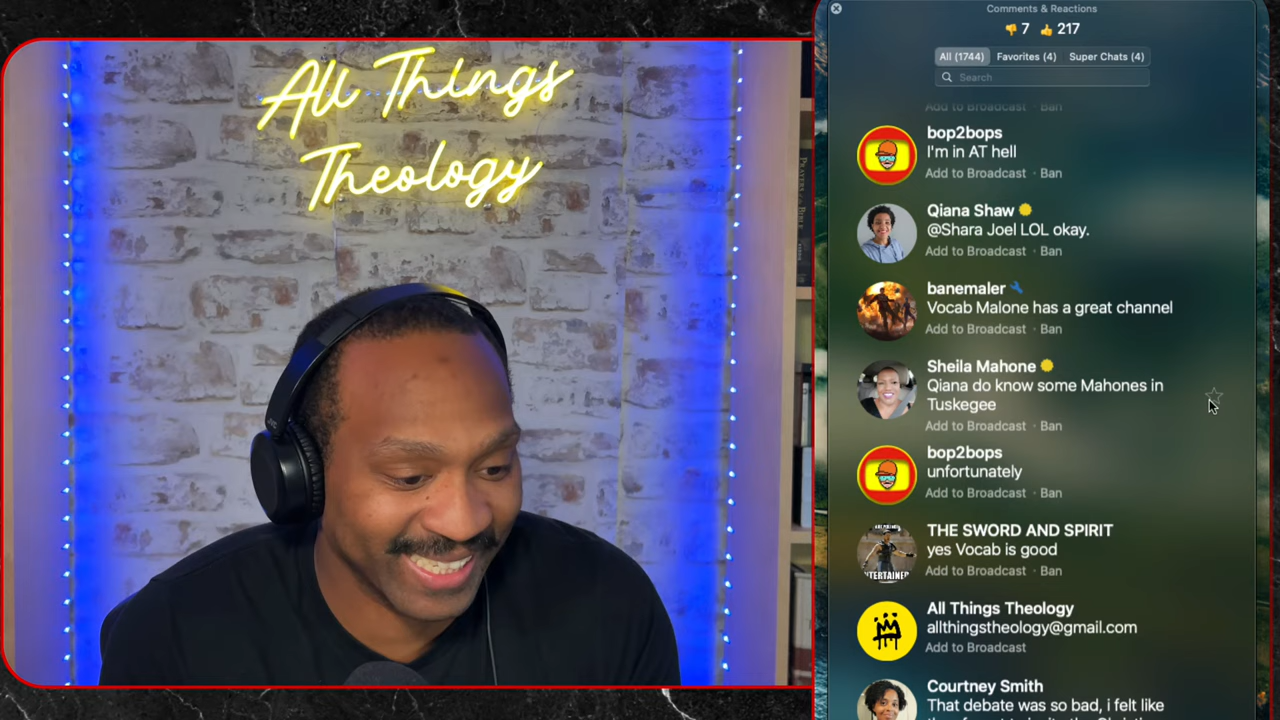 All Things
Theology
Comments & Reactions
👎 7 👍 217
All (1744) Favorites (4) Super Chats (4)
Search
Add to Broadcast · Ban
bop2bops
I'm in AT hell
Add to Broadcast · Ban
Qiana Shaw
@Shara Joel LOL okay.
Add to Broadcast · Ban
banemaler
Vocab Malone has a great channel
Add to Broadcast · Ban
Sheila Mahone
Qiana do know some Mahones in
Tuskegee
Add to Broadcast · Ban
bop2bops
unfortunately
Add to Broadcast · Ban
THE SWORD AND SPIRIT
yes Vocab is good
Add to Broadcast · Ban
All Things Theology
allthingstheology@gmail.com
Add to Broadcast
Courtney Smith
That debate was so bad, i felt like